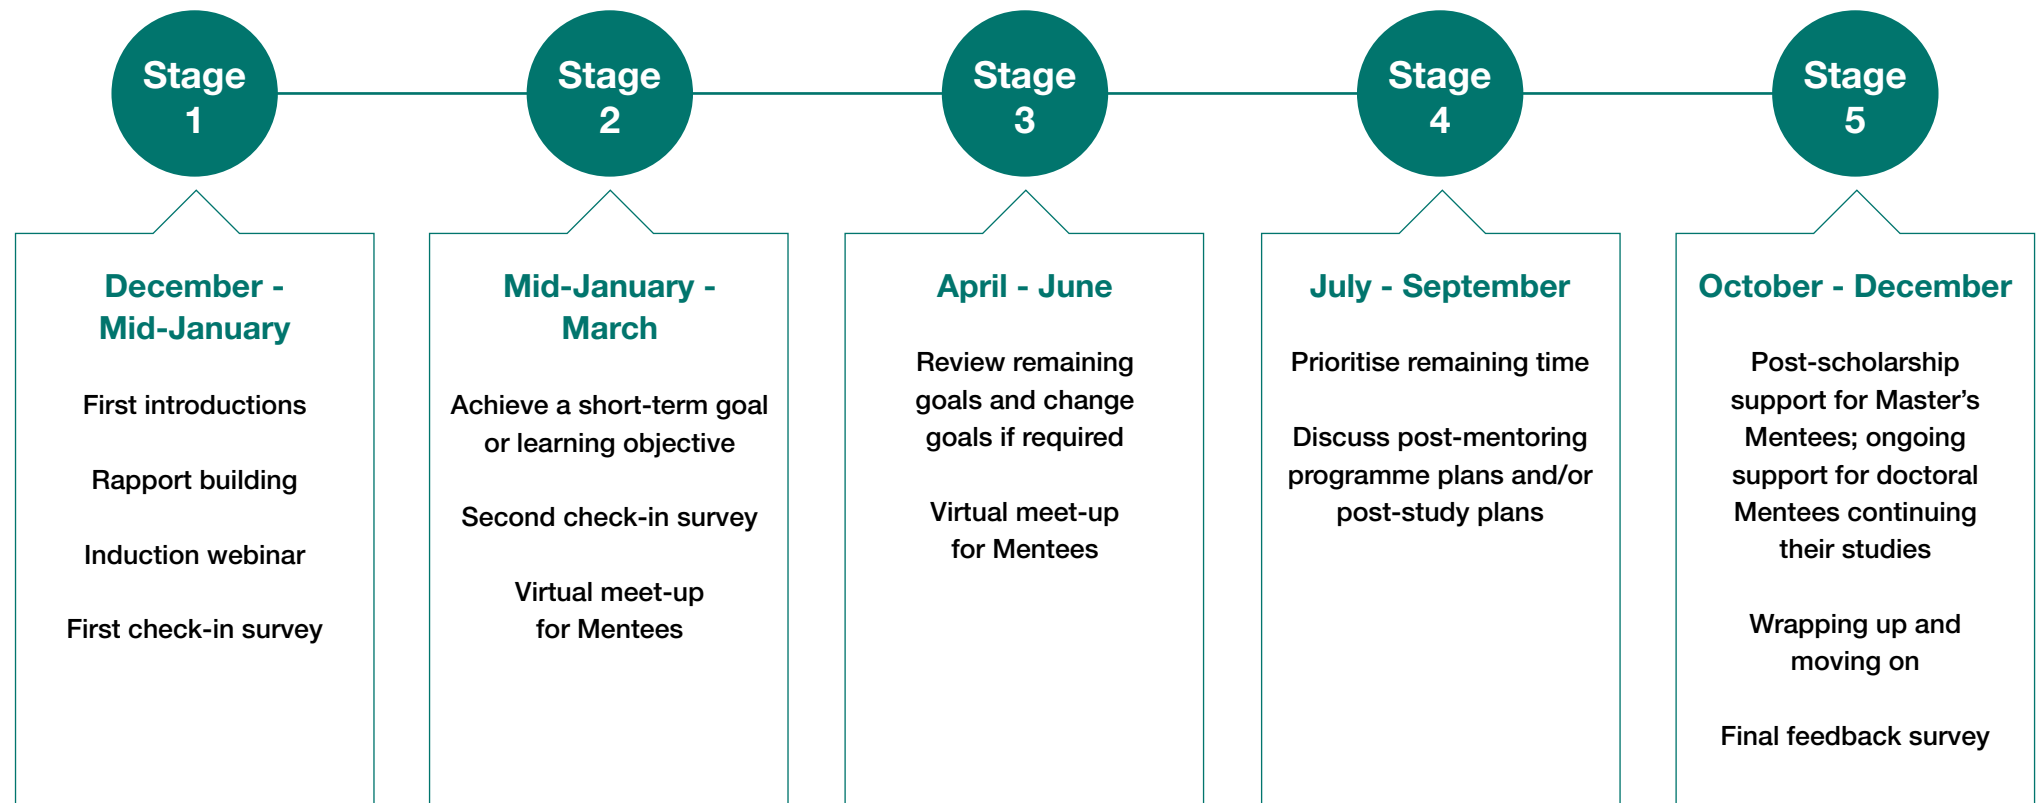 Stage
1
Stage
2
Stage
3
Stage
4
Stage
5
December -
Mid-January
First introductions
Rapport building
Induction webinar
First check-in survey
Mid-January -
March
Achieve a short-term goal
or learning objective
Second check-in survey
Virtual meet-up
for Mentees
April - June
Review remaining
goals and change
goals if required
Virtual meet-up
for Mentees
July - September
Prioritise remaining time
Discuss post-mentoring
programme plans and/or
post-study plans
October - December
Post-scholarship
support for Master’s
Mentees; ongoing
support for doctoral
Mentees continuing
their studies
Wrapping up and
moving on
Final feedback survey